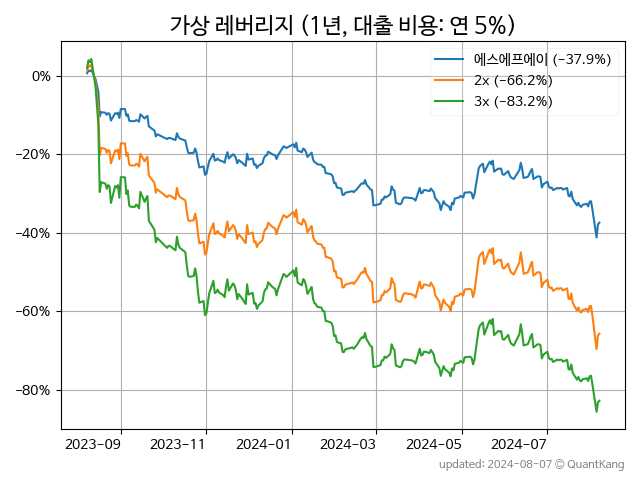 가상 레버리지 (1년, 대출 비용: 연 5%)
에스에프에이 (-37.9%)
2x (-66.2%)
3x (-83.2%)
0%
-20%
-40%
-60%
-80%
2023-09 2023-11 2024-01 2024-03 2024-05 2024-07
updated: 2024-08-07 © QuantKang